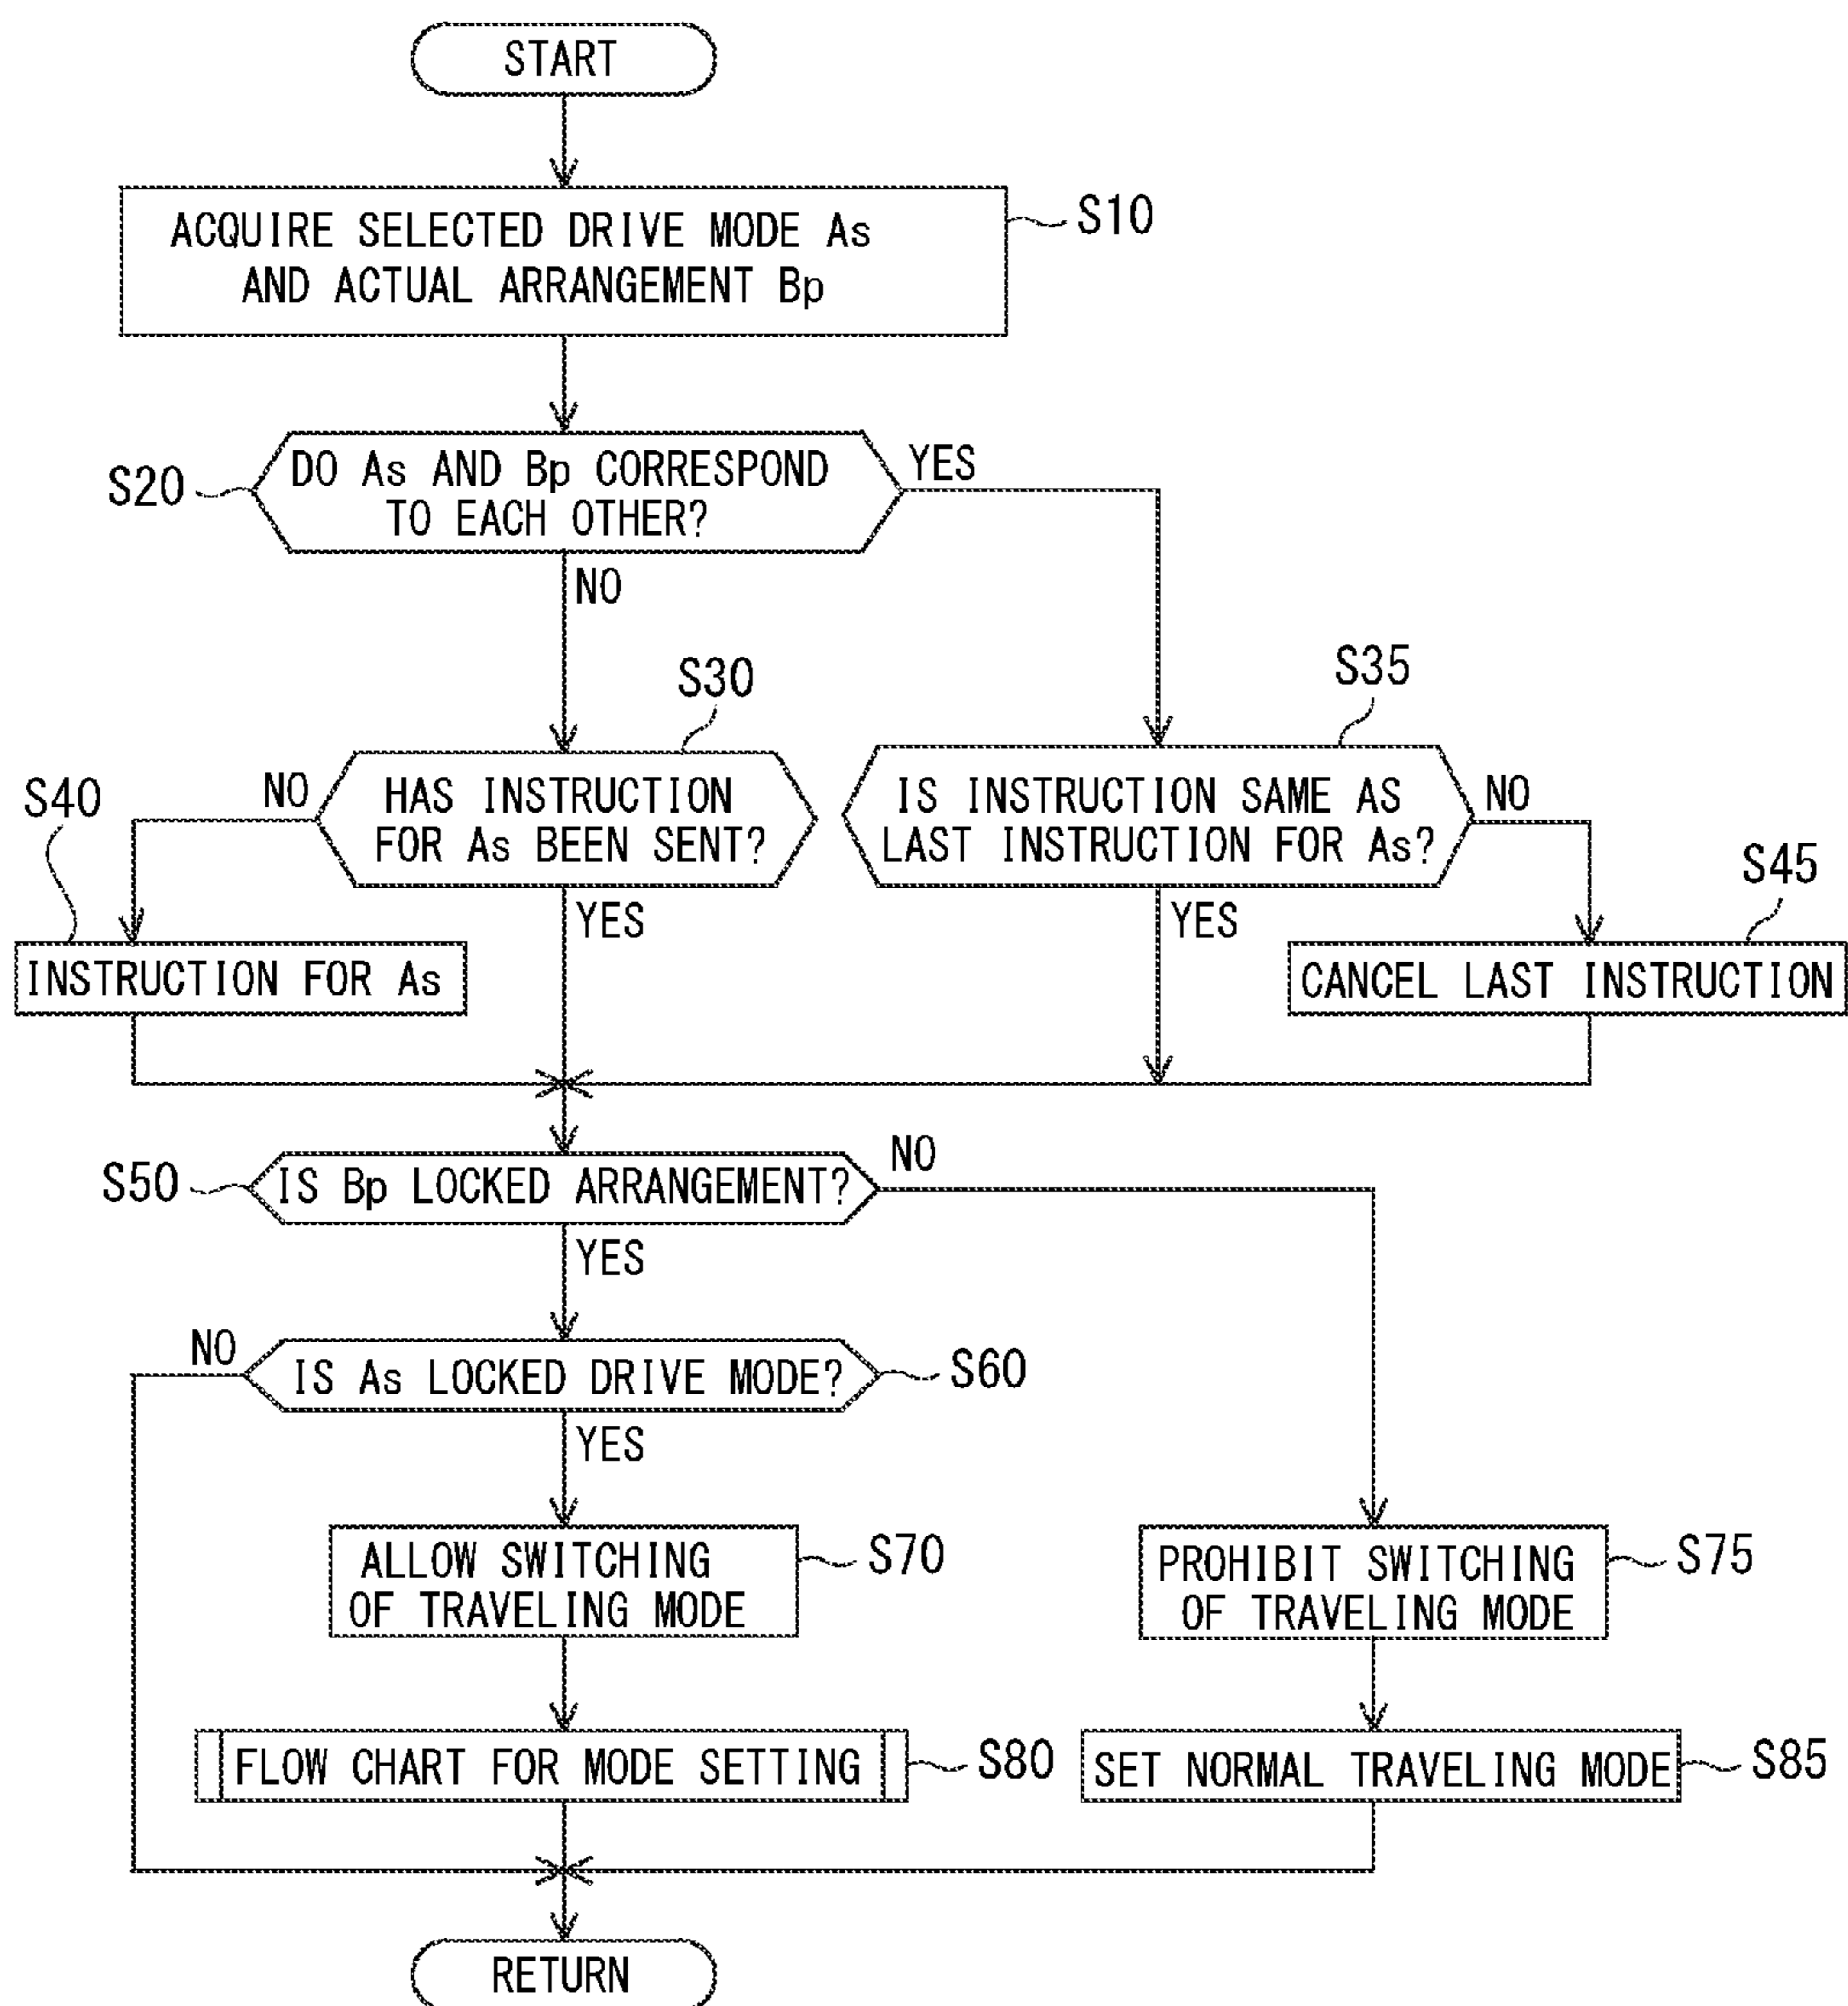 START
ACQUIRE SELECTED DRIVE MODE As
AND ACTUAL ARRANGEMENT Bp
S10
S20
DO As AND Bp CORRESPOND
TO EACH OTHER?
YES
NO
S30
S35
S40
NO
HAS INSTRUCTION
FOR As BEEN SENT?
IS INSTRUCTION SAME AS
LAST INSTRUCTION FOR As?
NO
S45
YES
YES
INSTRUCTION FOR As
CANCEL LAST INSTRUCTION
S50
IS Bp LOCKED ARRANGEMENT?
NO
YES
NO
IS As LOCKED DRIVE MODE?
S60
YES
ALLOW SWITCHING
OF TRAVELING MODE
S70
PROHIBIT SWITCHING
OF TRAVELING MODE
S75
FLOW CHART FOR MODE SETTING
S80
SET NORMAL TRAVELING MODE
S85
RETURN